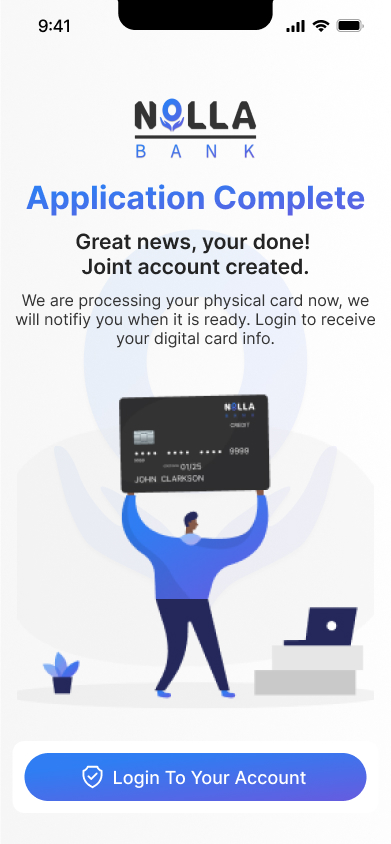 9:41
NOLLA
BANK
Application Complete
Great news, your done!
Joint account created.
We are processing your physical card now, we
will notifiy you when it is ready. Login to receive
your digital card info.
NOLLA
CREDIT
**** **** **** 9999
01/25
JOHN CLARKSON
Login To Your Account